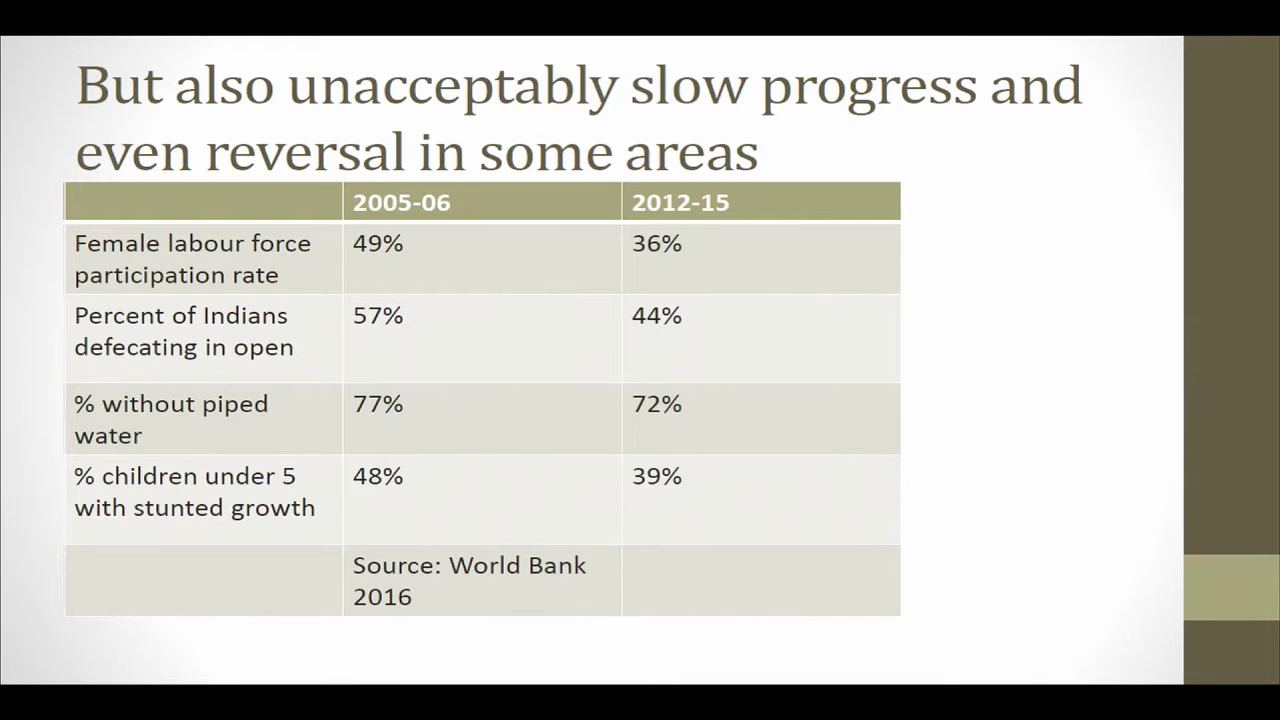 But also unacceptably slow progress and
even reversal in some areas
2005-06 2012-15
Female labour force
participation rate
49% 36%
Percent of Indians
defecating in open
57% 44%
% without piped
water
77% 72%
% children under 5
with stunted growth
48% 39%
Source: World Bank
2016